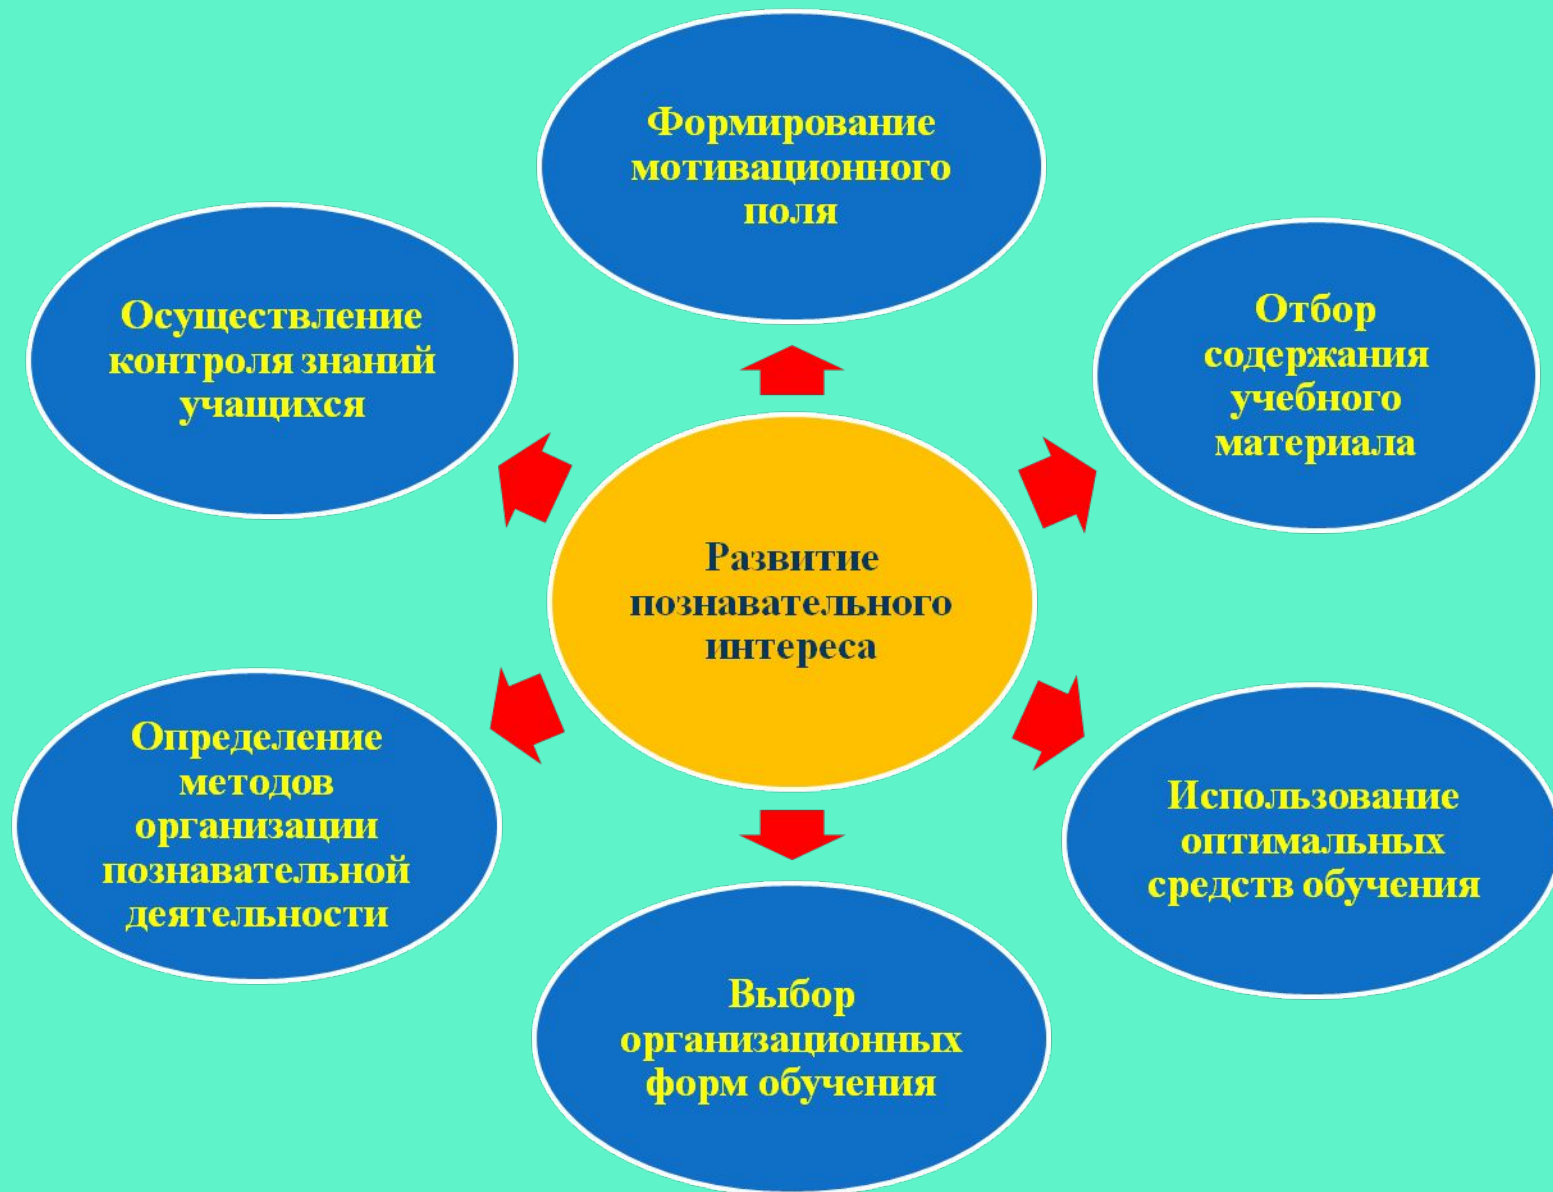 Формирование
мотивационного
поля
Осуществление
контроля знаний
учащихся
Отбор
содержания
учебного
материала
Развитие
познавательного
интереса
Определение
методов
организации
познавательной
деятельности
Использование
оптимальных
средств обучения
Выбор
организационных
форм обучения